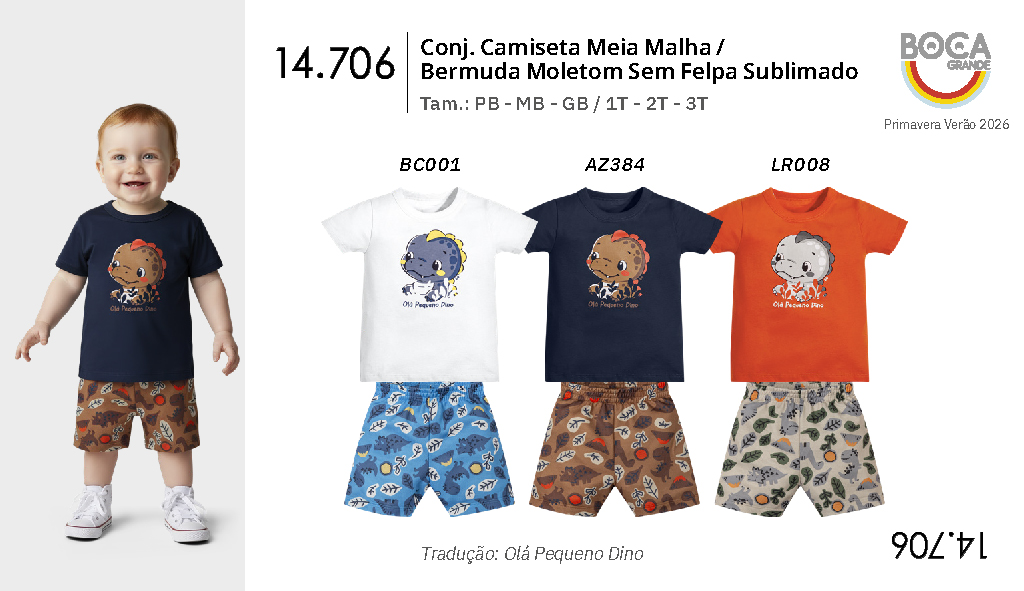 14.706
Conj. Camiseta Meia Malha /
Bermuda Moletom Sem Felpa Sublimado
Tam.: PB - MB - GB / 1T - 2T - 3T
BOCA
GRANDE
Primavera Verão 2026
BC001
AZ384
LR008
Olá Pequeno Dino
Olá Pequeno Dino
Olá Pequeno Dino
Olá Pequeno Dino
Tradução: Olá Pequeno Dino
14.706